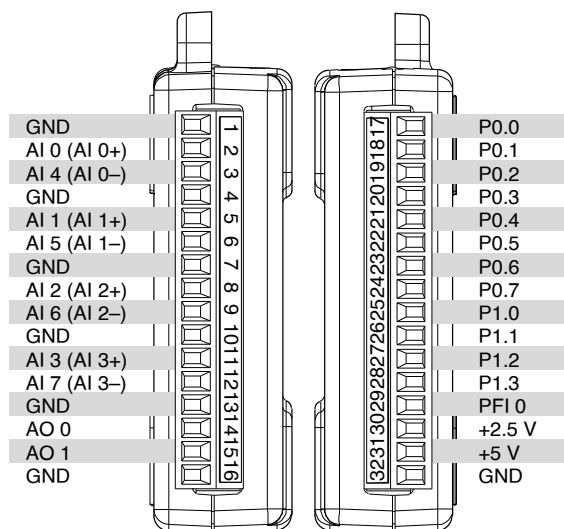 GND 1 17 P0.0
AI 0 (AI 0+) 2 18 P0.1
AI 4 (AI 0–) 3 19 P0.2
GND 4 20 P0.3
AI 1 (AI 1+) 5 21 P0.4
AI 5 (AI 1–) 6 22 P0.5
GND 7 23 P0.6
AI 2 (AI 2+) 8 24 P0.7
AI 6 (AI 2–) 9 25 P1.0
GND 10 26 P1.1
AI 3 (AI 3+) 11 27 P1.2
AI 7 (AI 3–) 12 28 P1.3
GND 13 29 PFI 0
AO 0 14 30 +2.5 V
AO 1 15 31 +5 V
GND 16 32 GND